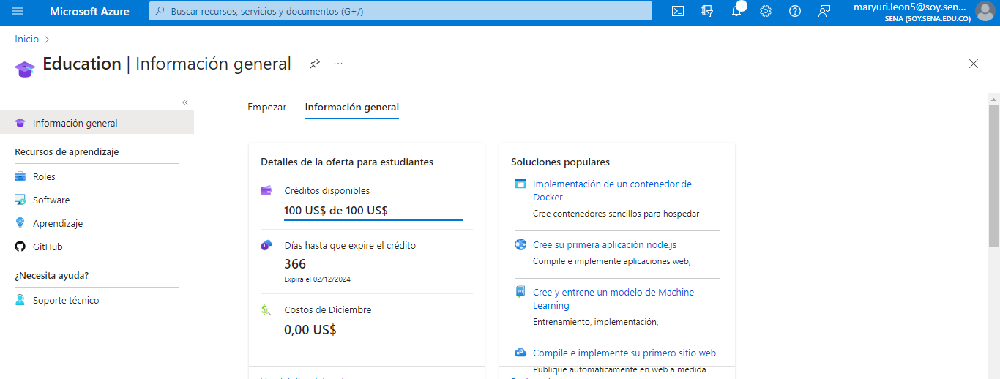 Microsoft Azure
Buscar recursos, servicios y documentos (G+/)
1
maryuri.leon5@soy.sen...
SENA (SOY.SENA.EDU.CO)
Inicio
Education | Información general
...
Información general
Recursos de aprendizaje
Roles
Software
Aprendizaje
GitHub
¿Necesita ayuda?
Soporte técnico
Empezar
Información general
Detalles de la oferta para estudiantes
Créditos disponibles
100 US$ de 100 US$
Días hasta que expire el crédito
366
Expira el 02/12/2024
Costos de Diciembre
0,00 US$
Soluciones populares
Implementación de un contenedor de
Docker
Cree contenedores sencillos para hospedar
Cree su primera aplicación node.js
Compile e implemente aplicaciones web,
Cree y entrene un modelo de Machine
Learning
Entrenamiento, implementación,
Compile e implemente su primero sitio web
Publique automáticamente en web a medida